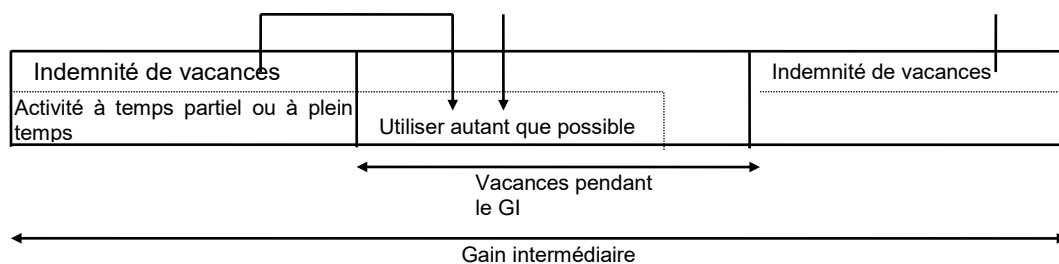 Indemnité de vacances
Indemnité de vacances
Activité à temps partiel ou à plein
temps
Utiliser autant que possible
Vacances pendant
le GI
Gain intermédiaire